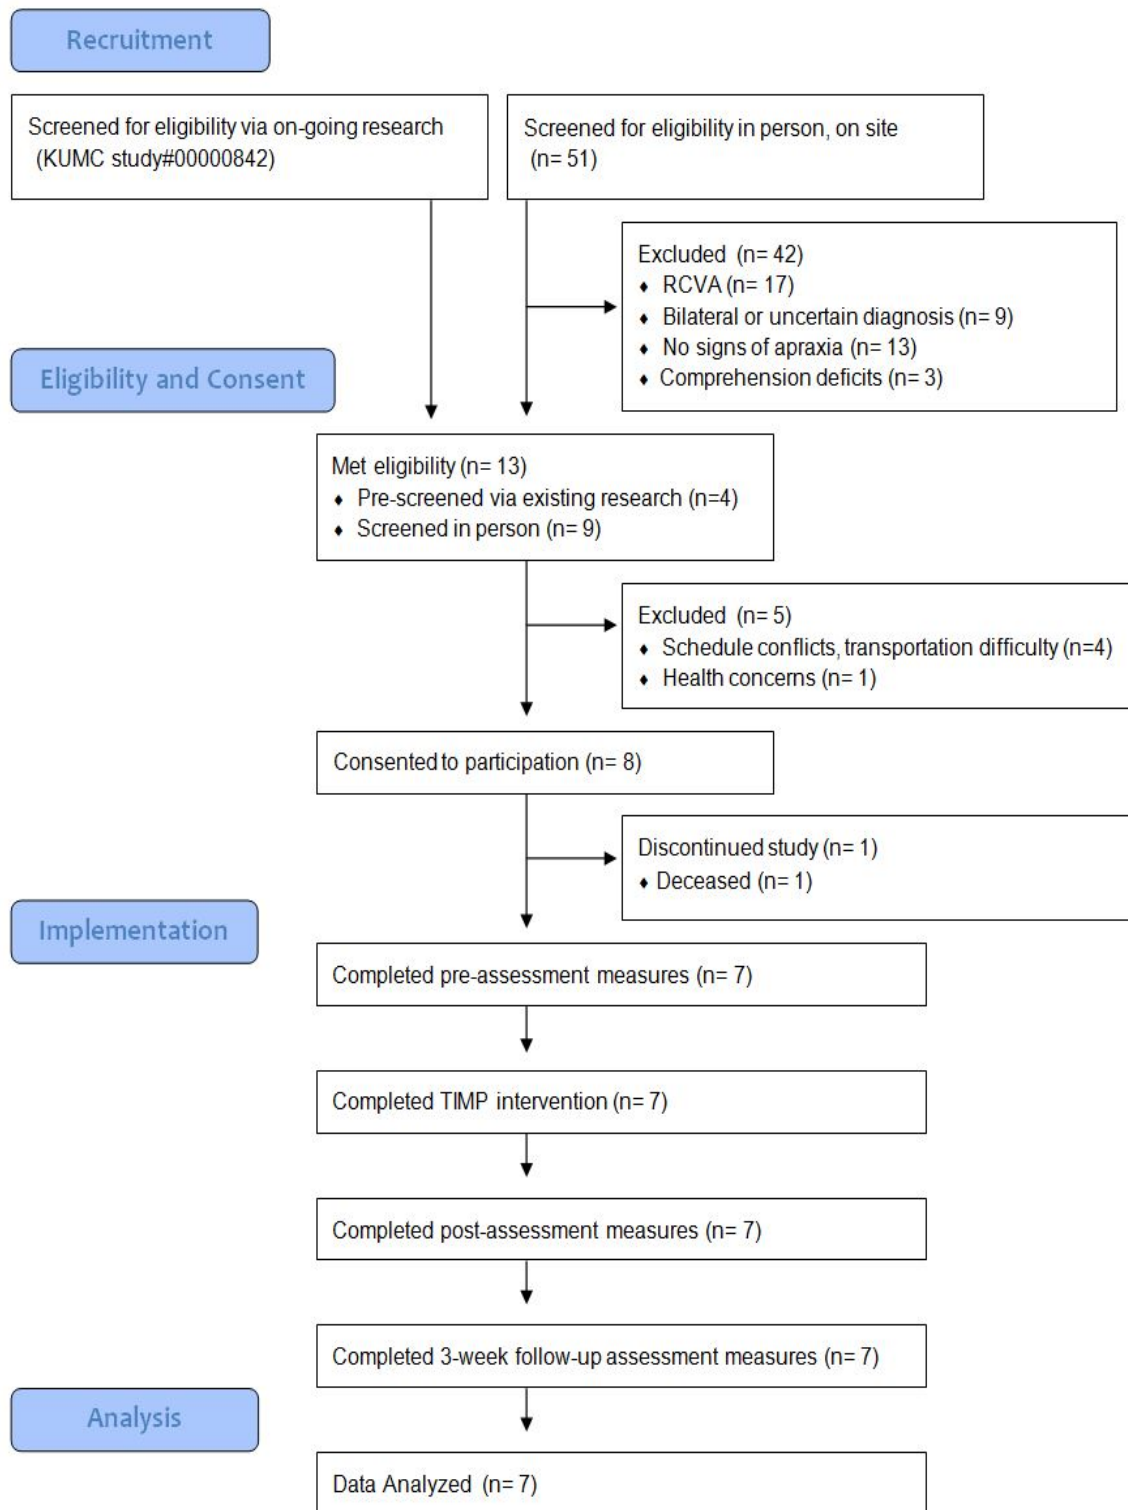 Recruitment
Screened for eligibility via on-going research
(KUMC study#00000842)
Screened for eligibility in person, on site
(n= 51)
Excluded (n= 42)
♦ RCVA (n= 17)
♦ Bilateral or uncertain diagnosis (n= 9)
♦ No signs of apraxia (n= 13)
♦ Comprehension deficits (n= 3)
Eligibility and Consent
Met eligibility (n= 13)
♦ Pre-screened via existing research (n=4)
♦ Screened in person (n= 9)
Excluded (n= 5)
♦ Schedule conflicts, transportation difficulty (n=4)
♦ Health concerns (n= 1)
Consented to participation (n= 8)
Discontinued study (n= 1)
♦ Deceased (n= 1)
Implementation
Completed pre-assessment measures (n= 7)
Completed TIMP intervention (n= 7)
Completed post-assessment measures (n= 7)
Completed 3-week follow-up assessment measures (n= 7)
Analysis
Data Analyzed (n= 7)